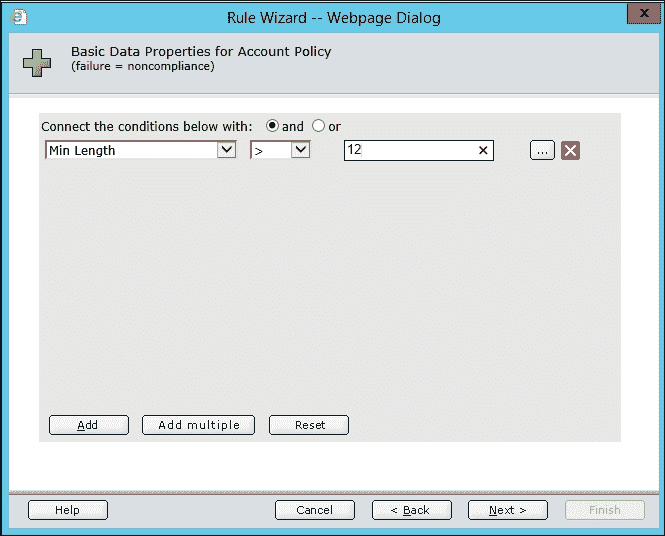 Rule Wizard -- Webpage Dialog
x
Basic Data Properties for Account Policy
(failure = noncompliance)
Connect the conditions below with: and or
Min Length > 12 × ...
Add Add multiple Reset
Help Cancel < Back Next > Finish